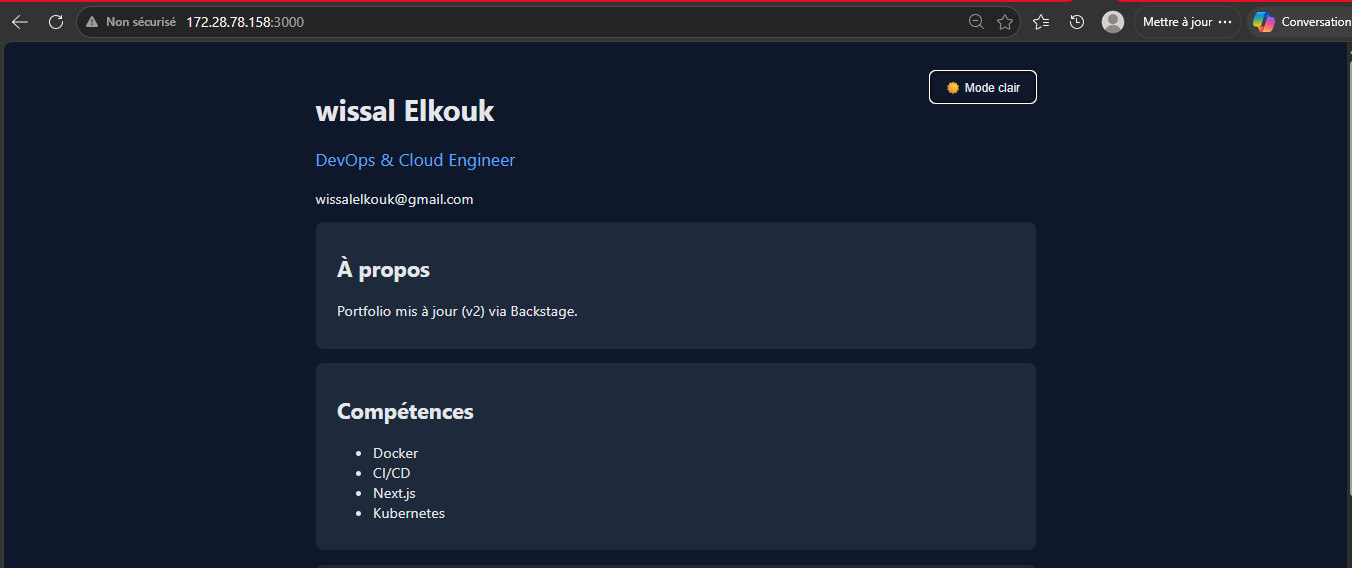 Non sécurisé 172.28.78.158:3000 Mettre à jour Conversation
Mode clair
wissal Elkouk
DevOps & Cloud Engineer
wissalelkouk@gmail.com
À propos
Portfolio mis à jour (v2) via Backstage.
Compétences
Docker
CI/CD
Next.js
Kubernetes